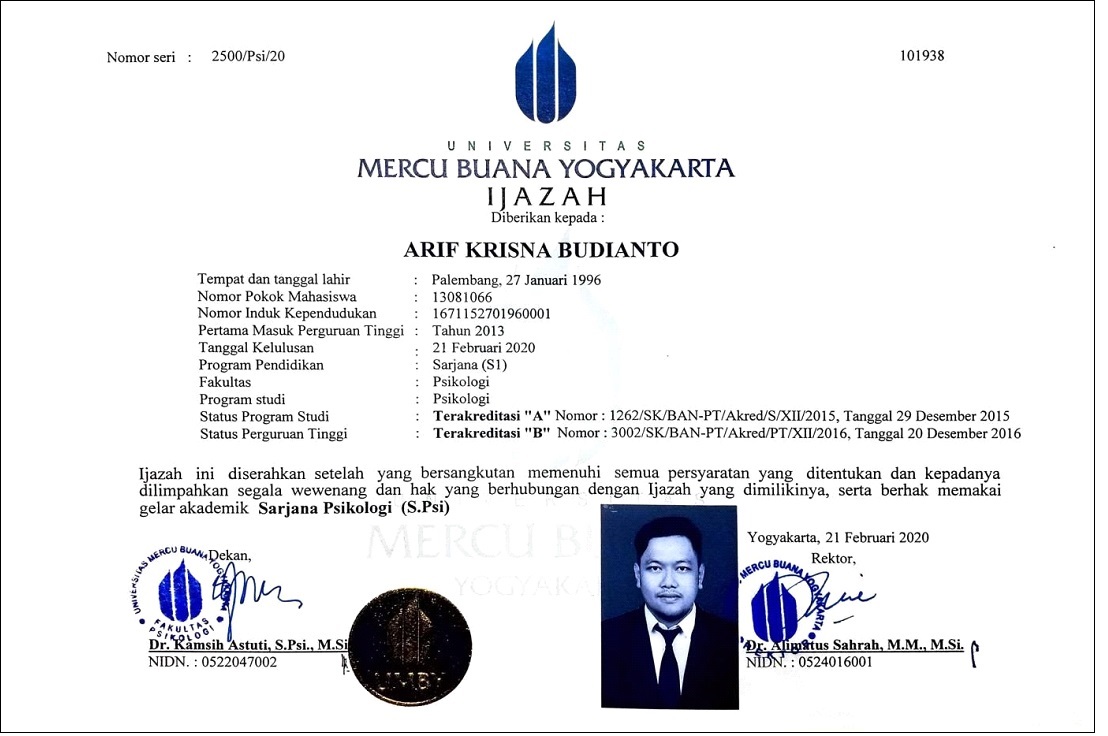 Nomor seri : 2500/Psi/20 101938
UNIVERSITAS
MERCU BUANA YOGYAKARTA
IJAZAH
Diberikan kepada :
ARIF KRISNA BUDIANTO
Tempat dan tanggal lahir : Palembang, 27 Januari 1996
Nomor Pokok Mahasiswa : 13081066
Nomor Induk Kependudukan : 1671152701960001
Pertama Masuk Perguruan Tinggi : Tahun 2013
Tanggal Kelulusan : 21 Februari 2020
Program Pendidikan : Sarjana (S1)
Fakultas : Psikologi
Program studi : Psikologi
Status Program Studi : Terakreditasi "A" Nomor : 1262/SK/BAN-PT/Akred/S/XII/2015, Tanggal 29 Desember 2015
Status Perguruan Tinggi : Terakreditasi "B" Nomor : 3002/SK/BAN-PT/Akred/PT/XII/2016, Tanggal 20 Desember 2016
Ijazah ini diserahkan setelah yang bersangkutan memenuhi semua persyaratan yang ditentukan dan kepadanya
dilimpahkan segala wewenang dan hak yang berhubungan dengan Ijazah yang dimilikinya, serta berhak memakai
gelar akademik Sarjana Psikologi (S.Psi)
MERCU BU
YOGYAKA
Yogyakarta, 21 Februari 2020
Dekan,
Rektor,
UNIVERSITAS MERCU BUANA YOGYAKARTA
FAKULTAS
PSIKOLOGI
MERCU BUANA YOGYAKARTA
REKTOR
UMBY
Dr. Kamsih Astuti, S.Psi., M.Si
NIDN. : 0522047002
Dr. Alimatus Sahrah, M.M., M.Si.
NIDN. : 0524016001